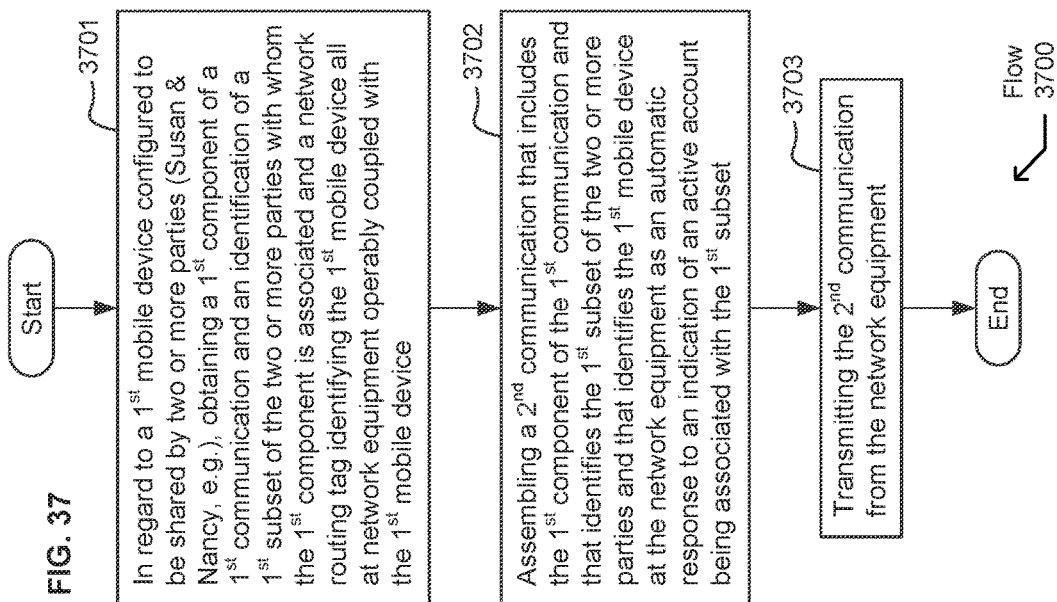 FIG. 37
Start
3701
In regard to a 1st mobile device configured to
be shared by two or more parties (Susan &
Nancy, e.g.), obtaining a 1st component of a
1st communication and an identification of a
1st subset of the two or more parties with whom
the 1st component is associated and a network
routing tag identifying the 1st mobile device all
at network equipment operably coupled with
the 1st mobile device
3702
Assembling a 2nd communication that includes
the 1st component of the 1st communication and
that identifies the 1st subset of the two or more
parties and that identifies the 1st mobile device
at the network equipment as an automatic
response to an indication of an active account
being associated with the 1st subset
3703
Transmitting the 2nd communication
from the network equipment
End
Flow
3700